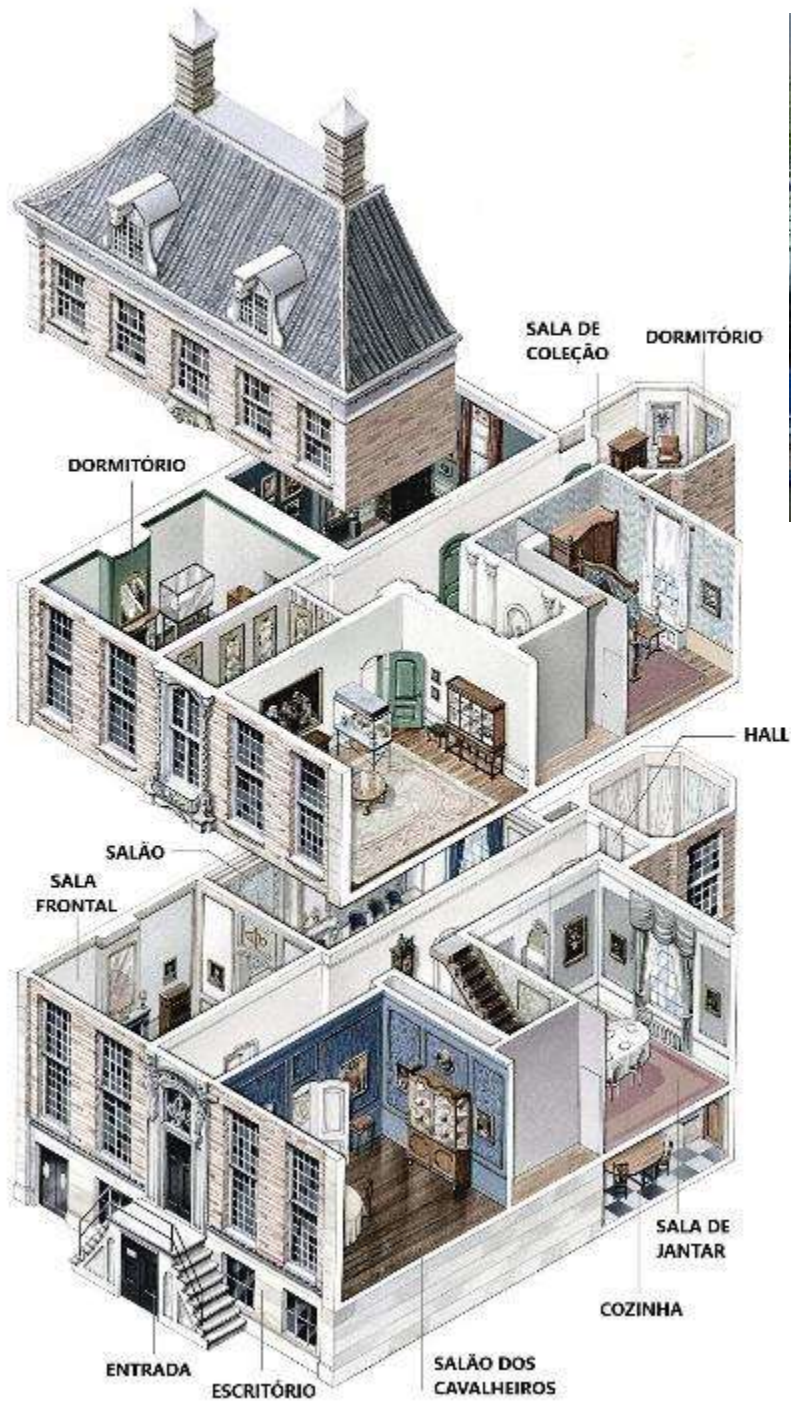 SALA DE
COLEÇÃO
DORMITÓRIO
DORMITÓRIO
HALL
SALÃO
SALA
FRONTAL
SALA DE
JANTAR
COZINHA
ENTRADA
ESCRITÓRIO
SALÃO DOS
CAVALHEIROS